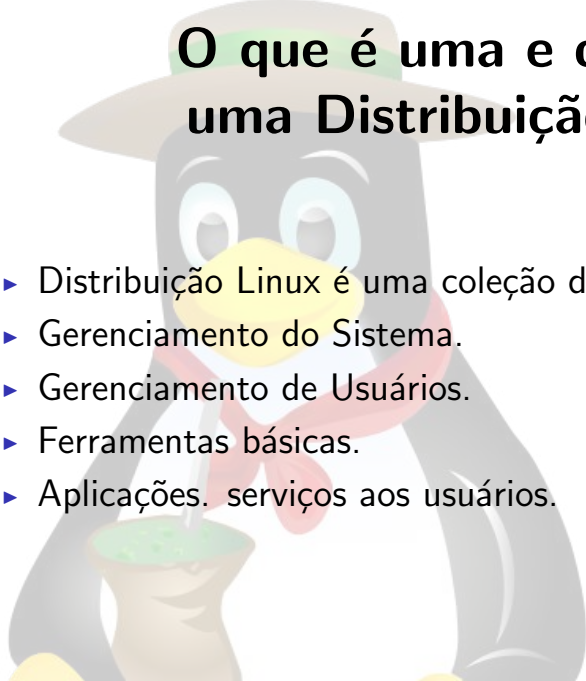 O que é uma e
uma Distribuição
Distribuição Linux é uma coleção
Gerenciamento do Sistema.
Gerenciamento de Usuários.
Ferramentas básicas.
Aplicações. serviços aos usuários.